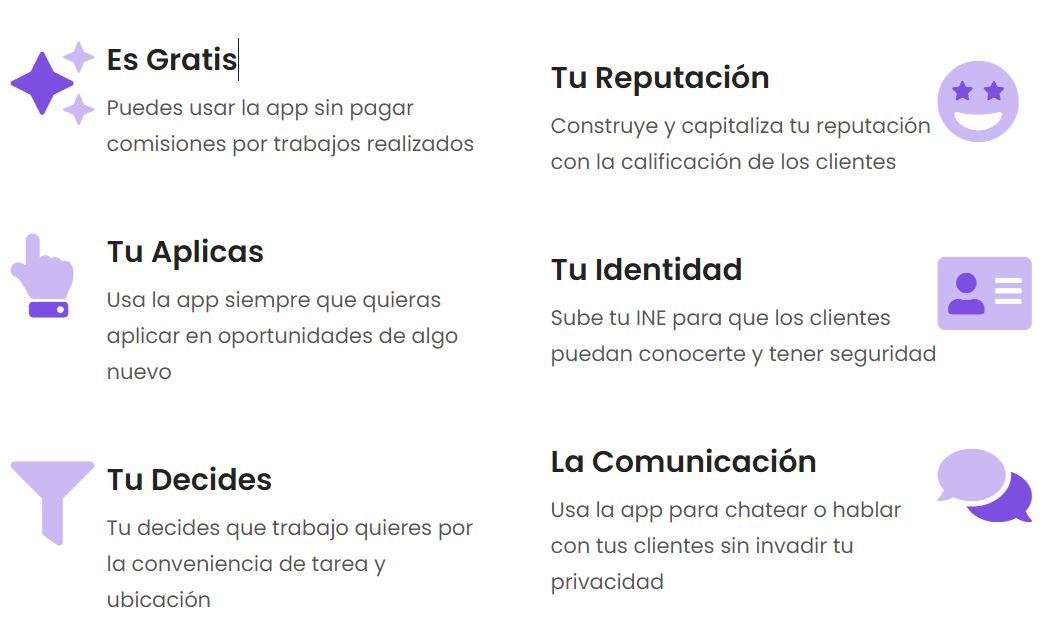 Es Gratis
Puedes usar la app sin pagar
comisiones por trabajos realizados
Tu Aplicas
Usa la app siempre que quieras
aplicar en oportunidades de algo
nuevo
Tu Decides
Tu decides que trabajo quieres por
la conveniencia de tarea y
ubicación
Tu Reputación
Construye y capitaliza tu reputación
con la calificación de los clientes
Tu Identidad
Sube tu INE para que los clientes
puedan conocerte y tener seguridad
La Comunicación
Usa la app para chatear o hablar
con tus clientes sin invadir tu
privacidad